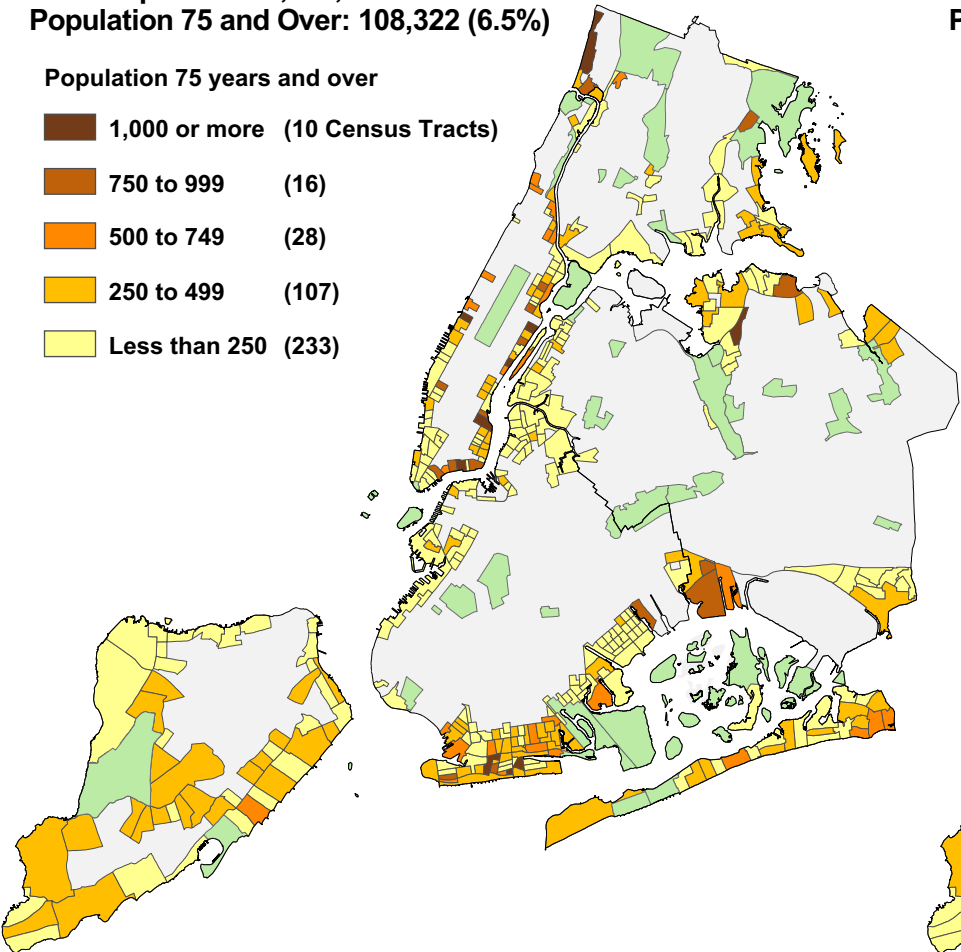 Population 75 and Over: 108,322 (6.5%)
Population 75 years and over
1,000 or more (10 Census Tracts)
750 to 999 (16)
500 to 749 (28)
250 to 499 (107)
Less than 250 (233)